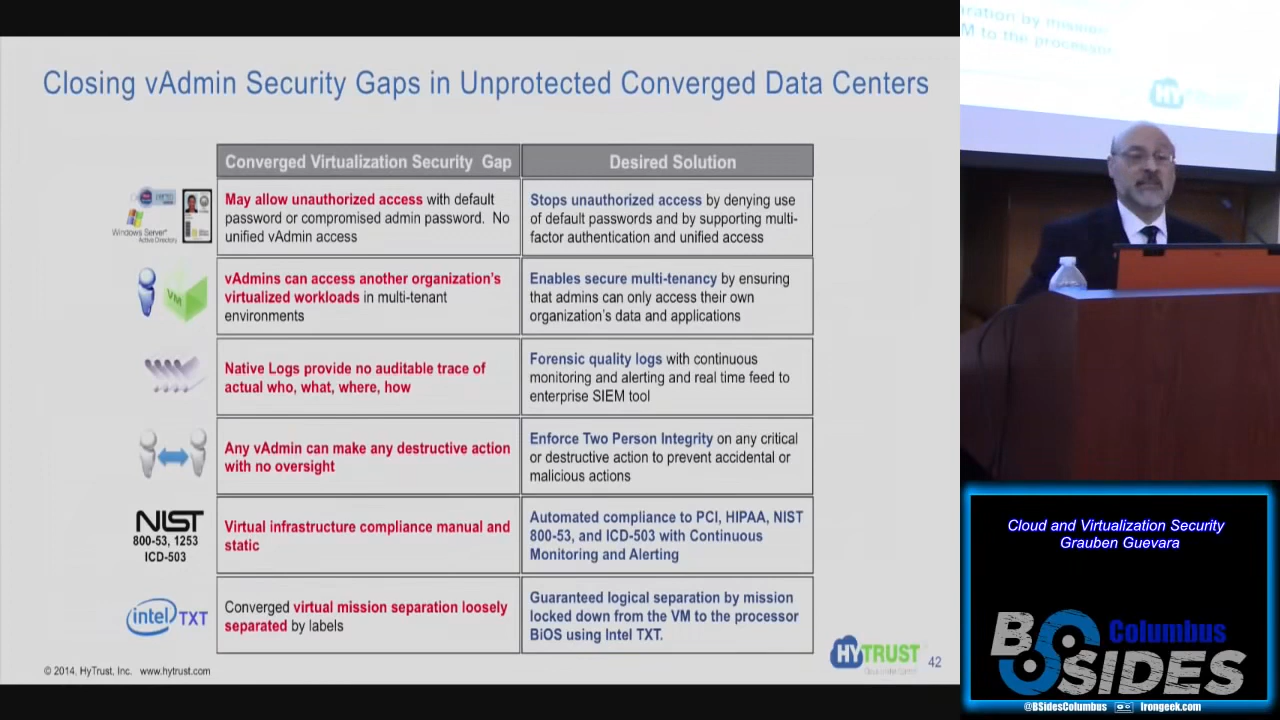 Closing vAdmin Security Gaps in Unprotected Converged Data Centers
Converged Virtualization Security Gap
Desired Solution
Windows Server
Active Directory
May allow unauthorized access with default
password or compromised admin password. No
unified vAdmin access
Stops unauthorized access by denying use
of default passwords and by supporting multi-
factor authentication and unified access
VM
vAdmins can access another organization's
virtualized workloads in multi-tenant
environments
Enables secure multi-tenancy by ensuring
that admins can only access their own
organization's data and applications
Native Logs provide no auditable trace of
actual who, what, where, how
Forensic quality logs with continuous
monitoring and alerting and real time feed to
enterprise SIEM tool
Any vAdmin can make any destructive action
with no oversight
Enforce Two Person Integrity on any critical
or destructive action to prevent accidental or
malicious actions
NIST
800-53, 1253
ICD-503
Virtual infrastructure compliance manual and
static
Automated compliance to PCI, HIPAA, NIST
800-53, and ICD-503 with Continuous
Monitoring and Alerting
intel TXT
Converged virtual mission separation loosely
separated by labels
Guaranteed logical separation by mission
locked down from the VM to the processor
BiOS using Intel TXT.
© 2014, HyTrust, Inc. www.hytrust.com
HYTRUST
42
ration by mission
M to the processor
HY
Cloud and Virtualization Security
Grauben Guevara
BSIDES
Columbus
@BSidesColumbus Irongeek.com